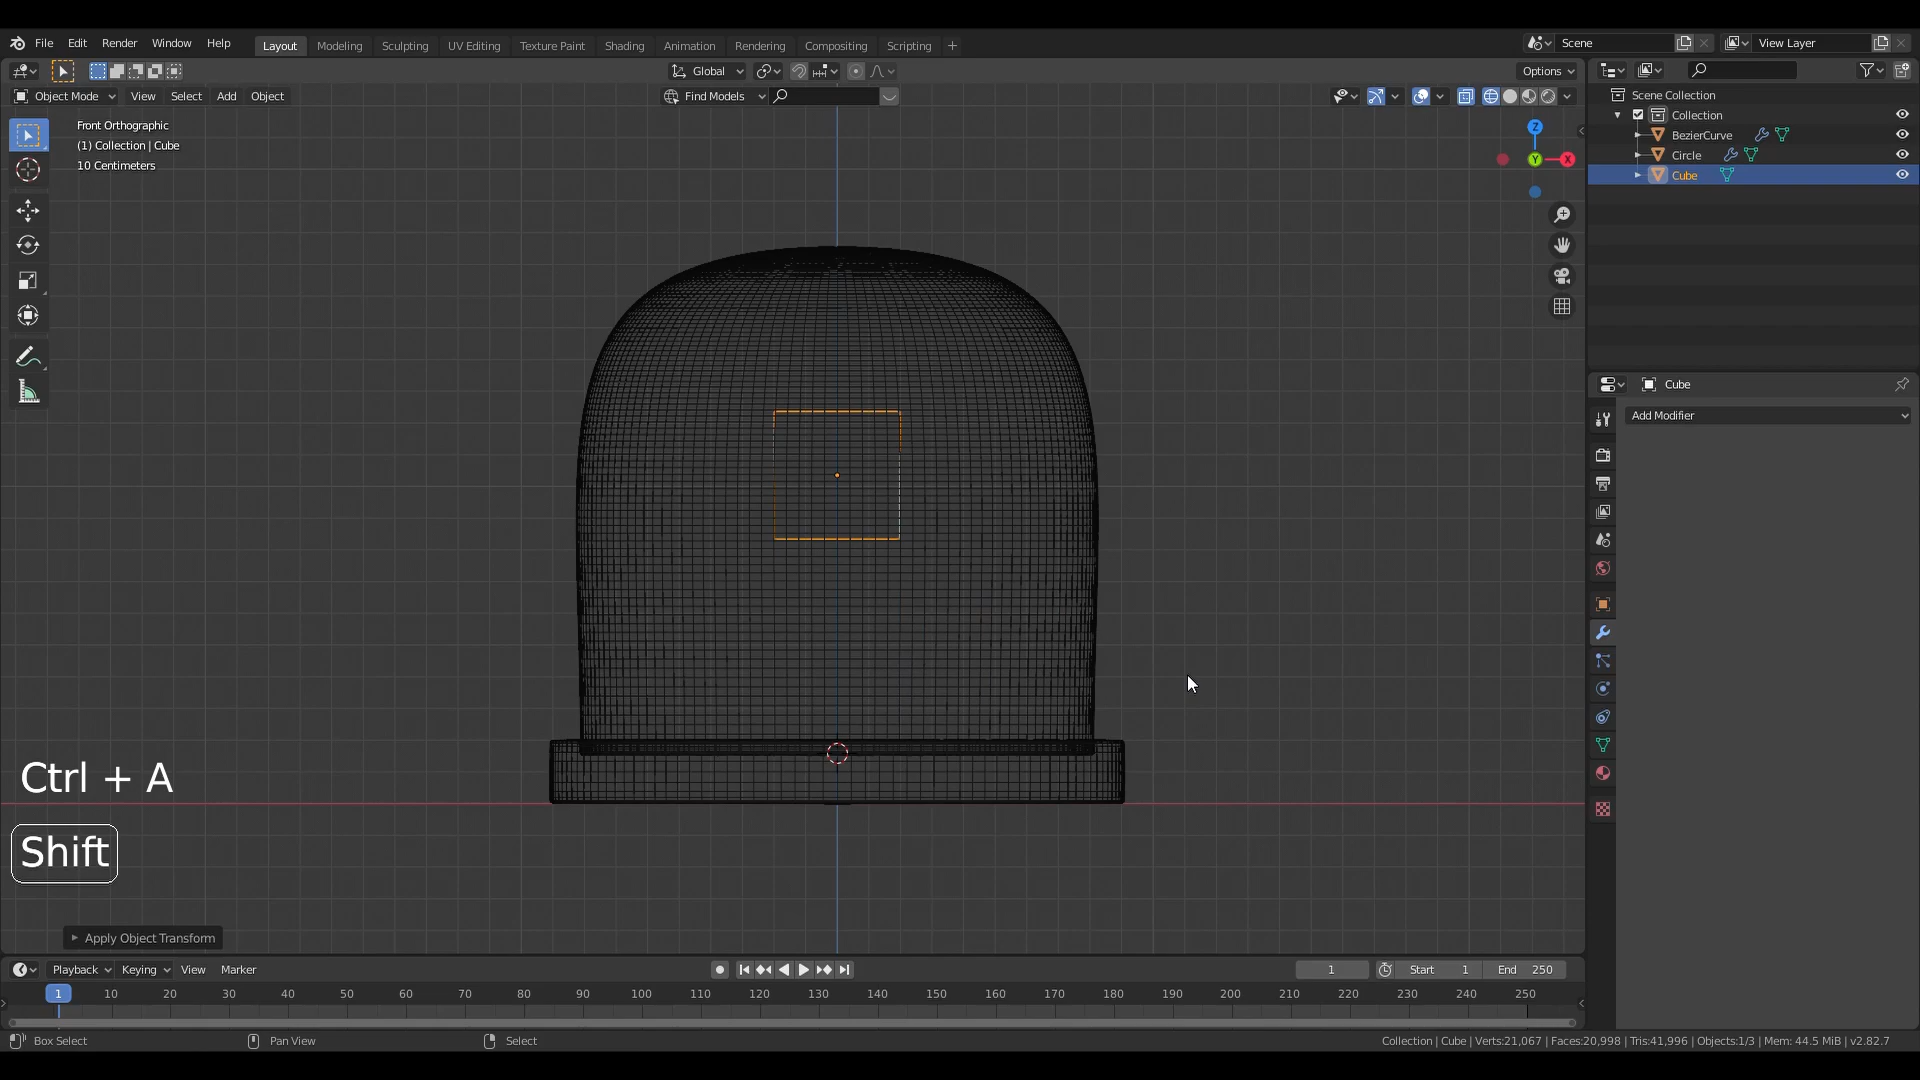 File Edit Render Window Help Layout Modeling Sculpting UV Editing Texture Paint Shading Animation Rendering Compositing Scripting + Scene View Layer
Global Options
Object Mode View Select Add Object Find Models
Front Orthographic
(1) Collection | Cube
10 Centimeters
Z
Y
X
Scene Collection
Collection
BezierCurve
Circle
Cube
Cube
Add Modifier
Ctrl + A
Shift
Apply Object Transform
Playback Keying View Marker 1 Start 1 End 250
1 10 20 30 40 50 60 70 80 90 100 110 120 130 140 150 160 170 180 190 200 210 220 230 240 250
Box Select Pan View Select Collection | Cube | Verts:21,067 | Faces:20,998 | Tris:41,996 | Objects:1/3 | Mem: 44.5 MiB | v2.82.7